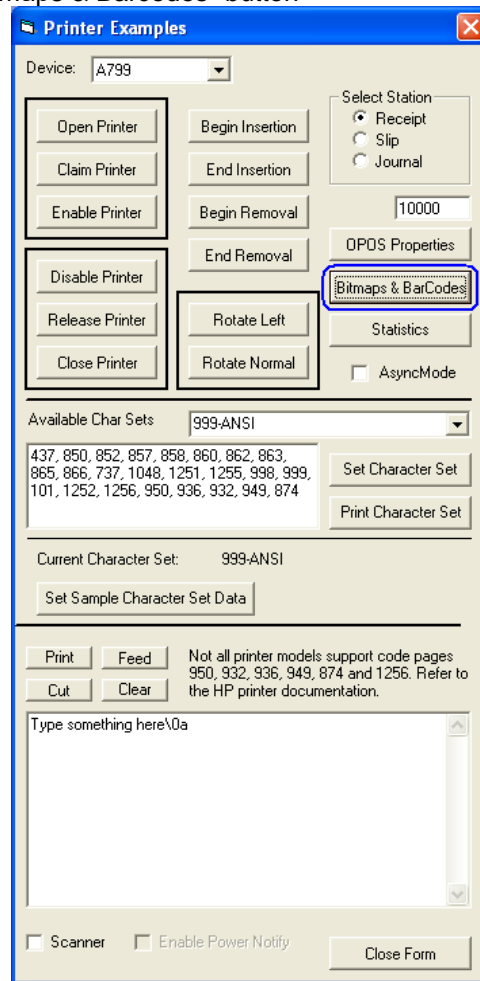 maps & Barcodes" button
Printer Examples
Device: A799
Select Station
Receipt
Slip
Journal
Open Printer
Begin Insertion
Claim Printer
End Insertion
Enable Printer
Begin Removal
10000
End Removal
OPOS Properties
Disable Printer
Bitmaps & BarCodes
Release Printer
Rotate Left
Statistics
Close Printer
Rotate Normal
AsyncMode
Available Char Sets
999-ANSI
437, 850, 852, 857, 858, 860, 862, 863,
865, 866, 737, 1048, 1251, 1255, 998, 999,
101, 1252, 1256, 950, 936, 932, 949, 874
Set Character Set
Print Character Set
Current Character Set: 999-ANSI
Set Sample Character Set Data
Print Feed
Cut Clear
Not all printer models support code pages
950, 932, 936, 949, 874 and 1256. Refer to
the HP printer documentation.
Type something here\0a
Scanner
Enable Power Notify
Close Form